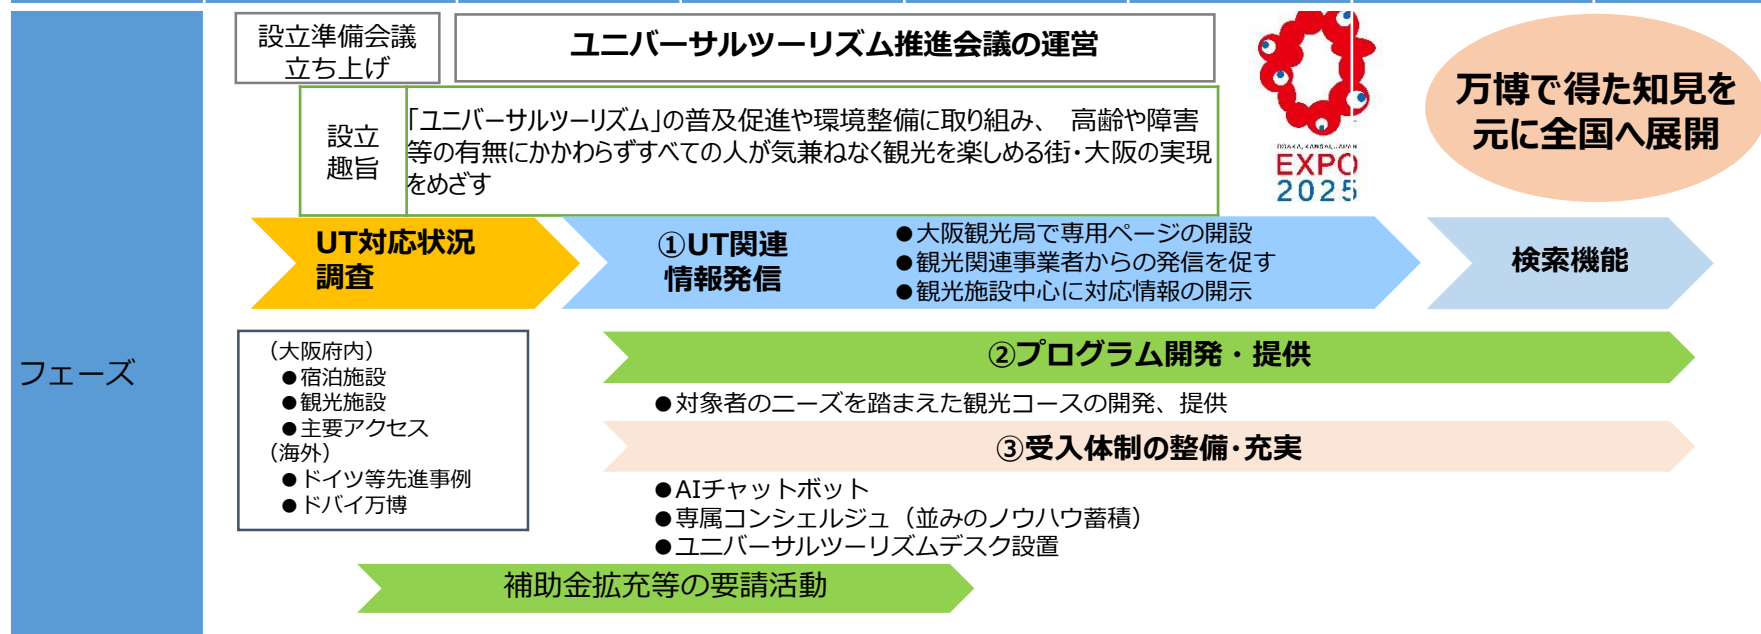 設立準備会議
立ち上げ
ユニバーサルツーリズム推進会議の運営
設立
趣旨
「ユニバーサルツーリズム」の普及促進や環境整備に取り組み、　高齢や障害
等の有無にかかわらずすべての人が気兼ねなく観光を楽しめる街・大阪の実現
をめざす
OSAKA, KANSAI, JAPAN
EXPO
2025
万博で得た知見を
元に全国へ展開
フェーズ
UT対応状況
調査
①UT関連
情報発信
●大阪観光局で専用ページの開設
●観光関連事業者からの発信を促す
●観光施設中心に対応情報の開示
検索機能
（大阪府内）
●宿泊施設
●観光施設
●主要アクセス
（海外）
●ドイツ等先進事例
●ドバイ万博
②プログラム開発・提供
●対象者のニーズを踏まえた観光コースの開発、提供
③受入体制の整備・充実
●AIチャットボット
●専属コンシェルジュ（並みのノウハウ蓄積）
●ユニバーサルツーリズムデスク設置
補助金拡充等の要請活動